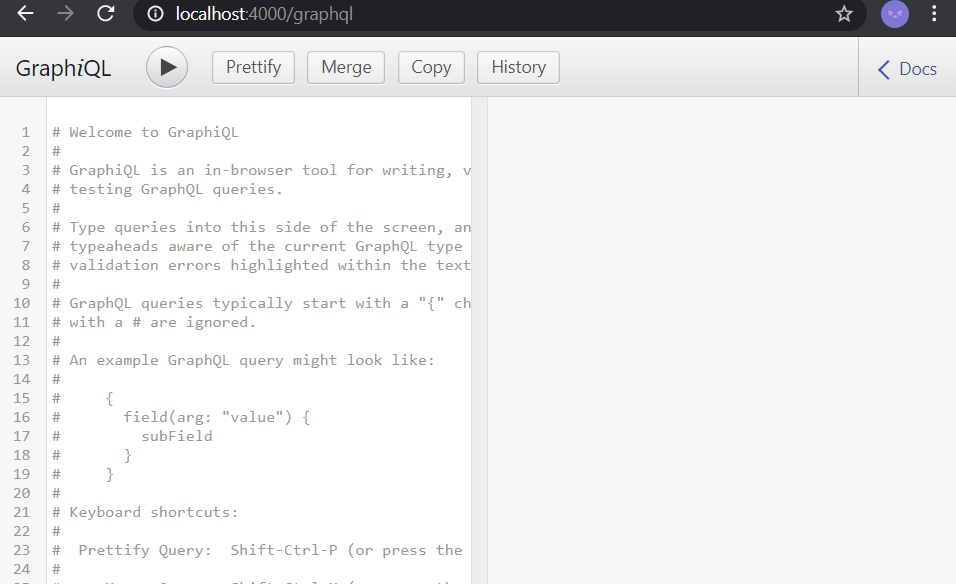 localhost:4000/graphql
GraphiQL Prettify Merge Copy History Docs
1 # Welcome to GraphiQL
2 #
3 # GraphiQL is an in-browser tool for writing, v
4 # testing GraphQL queries.
5 #
6 # Type queries into this side of the screen, an
7 # typeaheads aware of the current GraphQL type
8 # validation errors highlighted within the text
9 #
10 # GraphQL queries typically start with a "{" ch
11 # with a # are ignored.
12 #
13 # An example GraphQL query might look like:
14 #
15 #     {
16 #       field(arg: "value") {
17 #         subField
18 #       }
19 #     }
20 #
21 # Keyboard shortcuts:
22 #
23 #  Prettify Query:  Shift-Ctrl-P (or press the
24 #